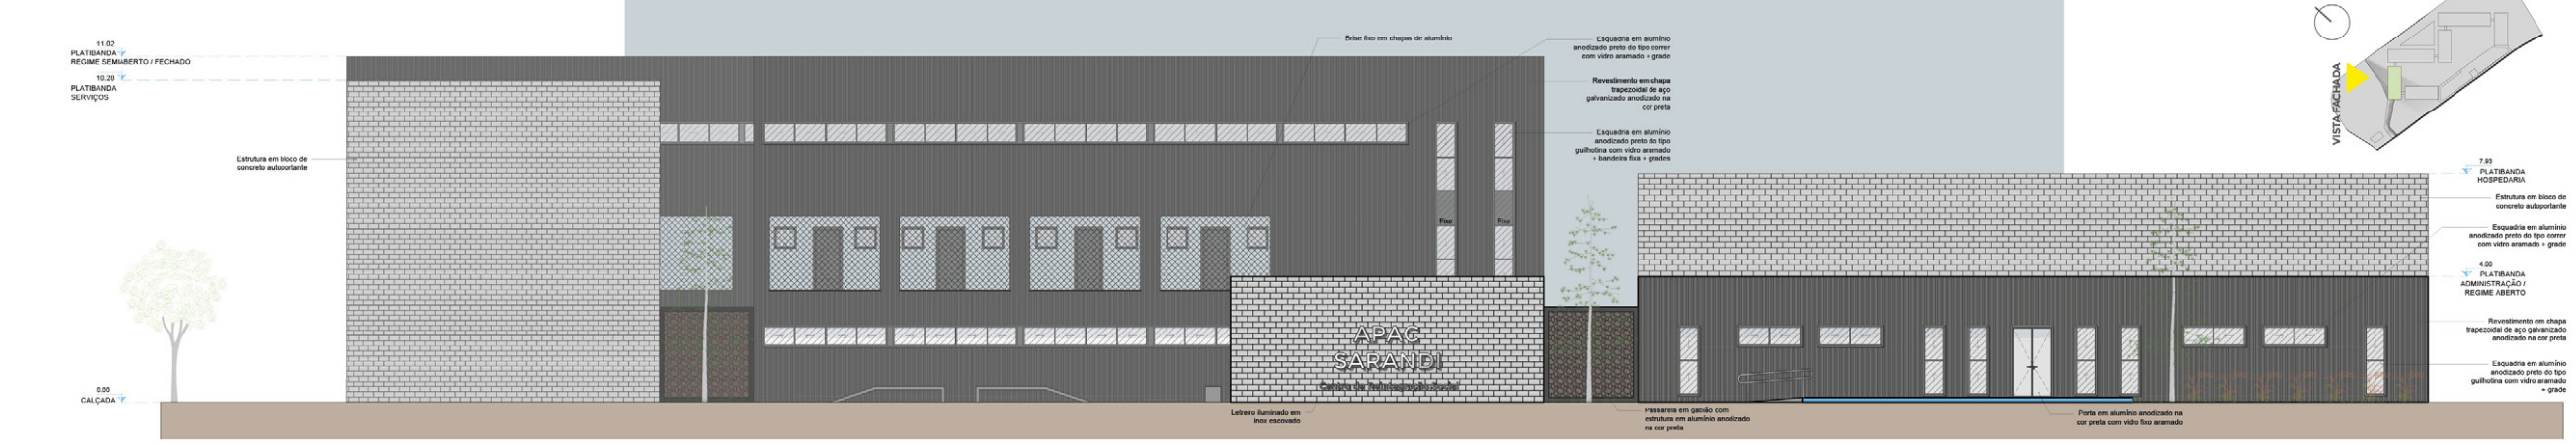 11.02
PLATIBANDA
REGIME SEMIABERTO / FECHADO
10.20
PLATIBANDA
SERVIÇOS
Estrutura em bloco de
concreto autoportante
0.00
CALÇADA
Brise fixo em chapas de alumínio
Esquadria em alumínio
anodizado preto do tipo correr
com vidro aramado + grade
Revestimento em chapa
trapezoidal de aço
galvanizado anodizado na
cor preta
Esquadria em alumínio
anodizado preto do tipo
guilhotina com vidro aramado
+ bandeira fixa + grades
Fixo
Fixo
APAC
SARANDI
Centro de Reintegração Social
Letreiro iluminado em
inox escovado
Passarela em gabião com
estrutura em alumínio anodizado
na cor preta
Porta em alumínio anodizado na
cor preta com vidro fixo aramado
VISTA FACHADA
7.93
PLATIBANDA
HOSPEDARIA
Estrutura em bloco de
concreto autoportante
Esquadria em alumínio
anodizado preto do tipo correr
com vidro aramado + grade
4.00
PLATIBANDA
ADMINISTRAÇÃO /
REGIME ABERTO
Revestimento em chapa
trapezoidal de aço galvanizado
anodizado na cor preta
Esquadria em alumínio
anodizado preto do tipo
guilhotina com vidro aramado
+ grade